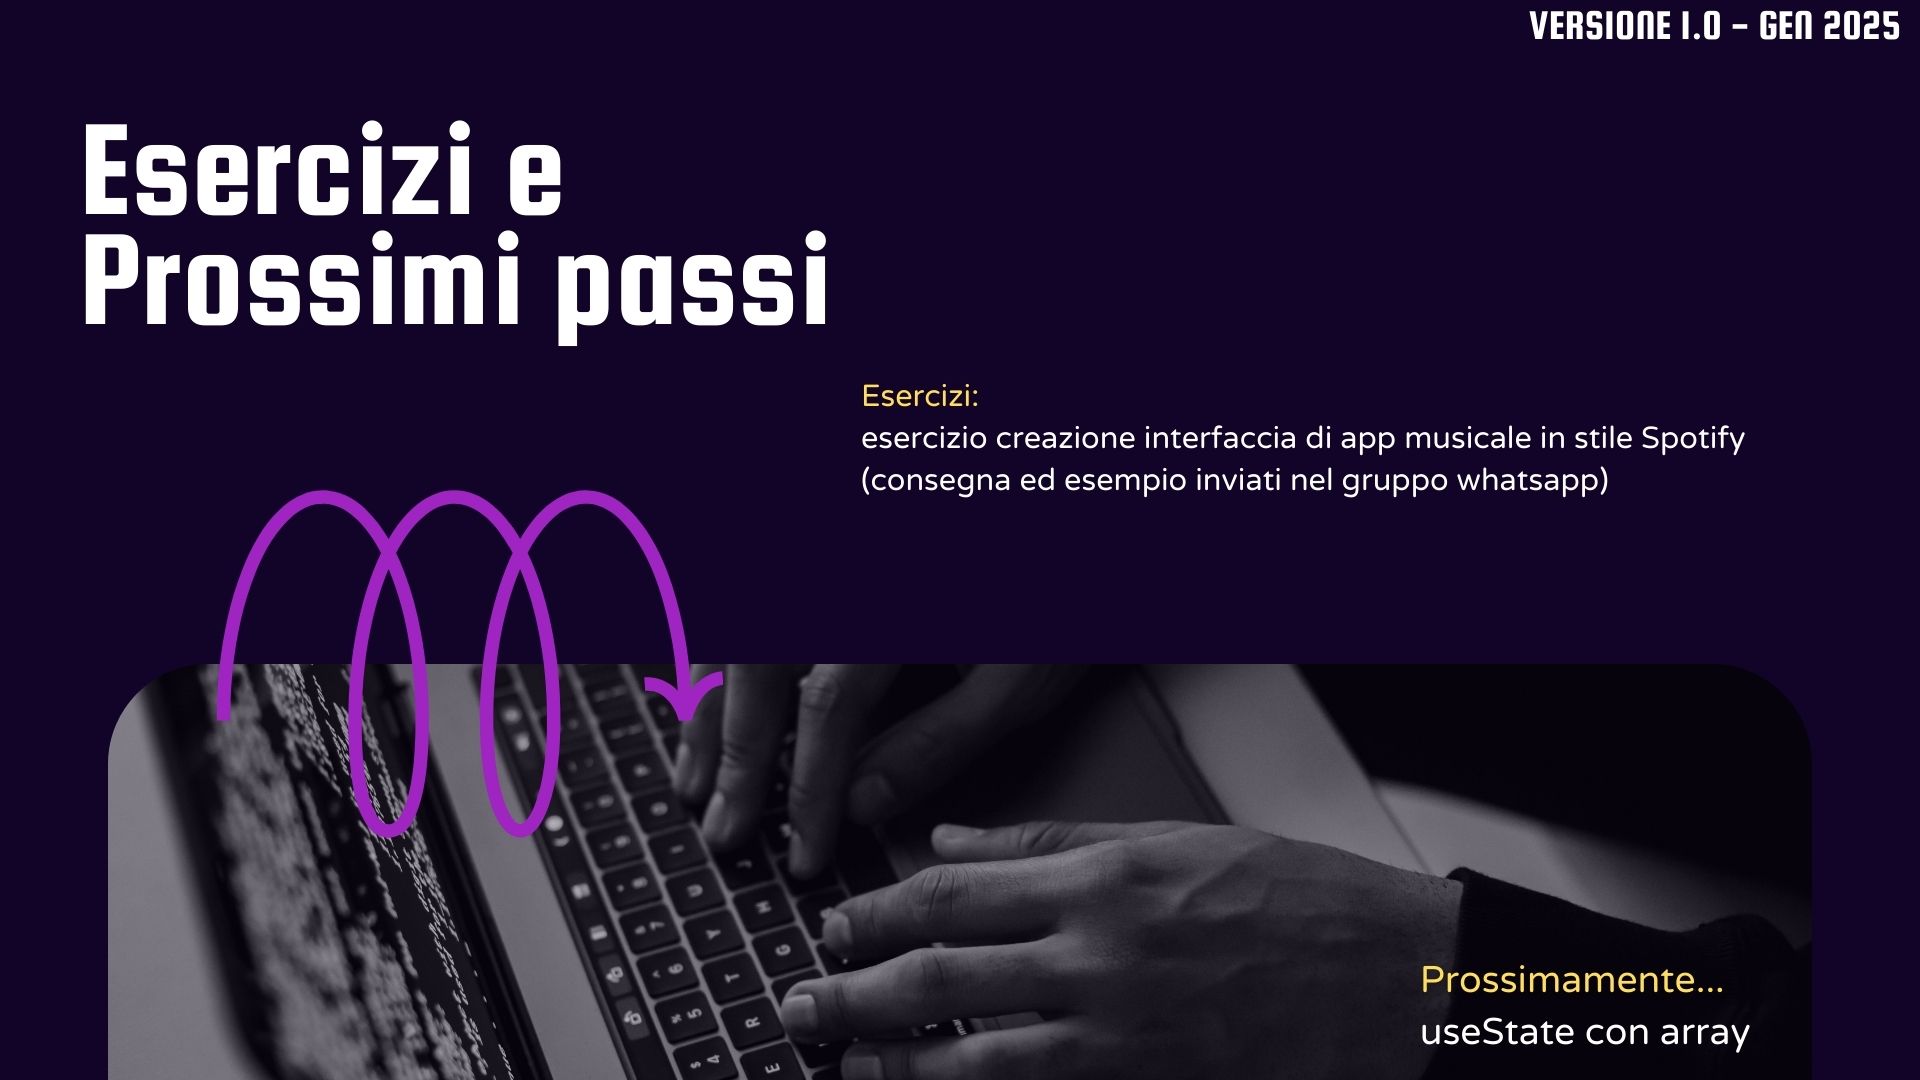 VERSIONE 1.0 - GEN 2025
Esercizi e
Prossimi passi
Esercizi:
esercizio creazione interfaccia di app musicale in stile Spotify
(consegna ed esempio inviati nel gruppo whatsapp)
Prossimamente...
useState con array